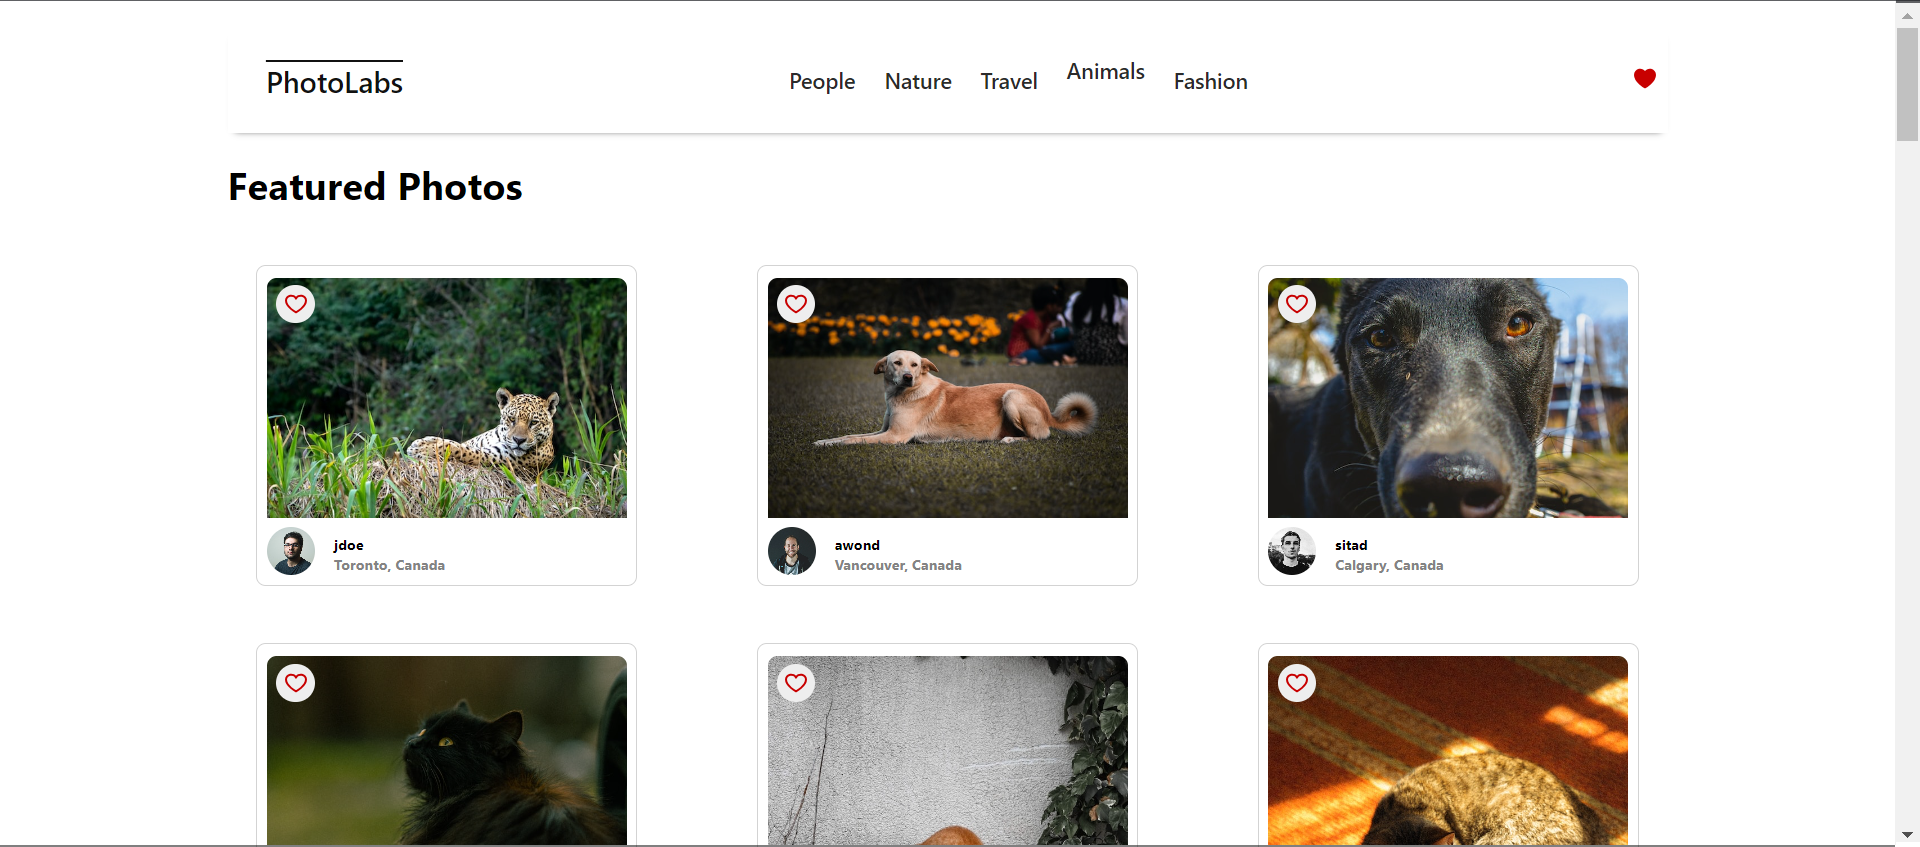 PhotoLabs People Nature Travel Animals Fashion
Featured Photos
jdoe
Toronto, Canada
awond
Vancouver, Canada
sitad
Calgary, Canada